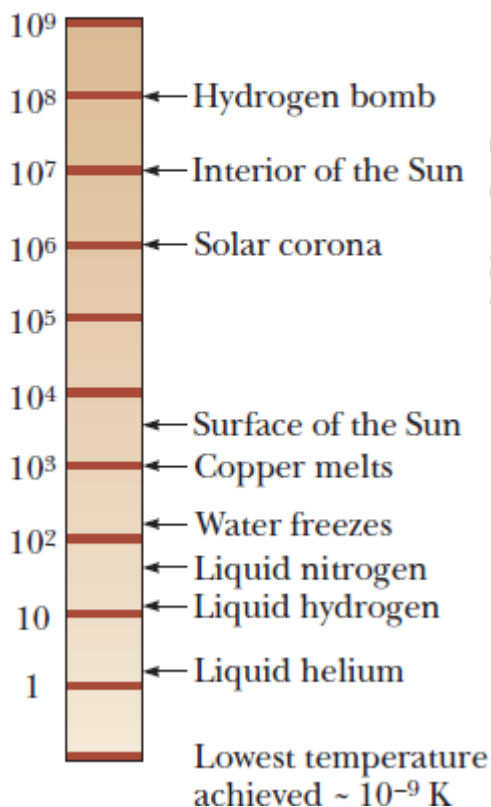 10⁹
10⁸ Hydrogen bomb
10⁷ Interior of the Sun
10⁶ Solar corona
10⁵
10⁴
Surface of the Sun
10³ Copper melts
Water freezes
10²
Liquid nitrogen
10 Liquid hydrogen
Liquid helium
1
Lowest temperature
achieved ~ 10⁻⁹ K